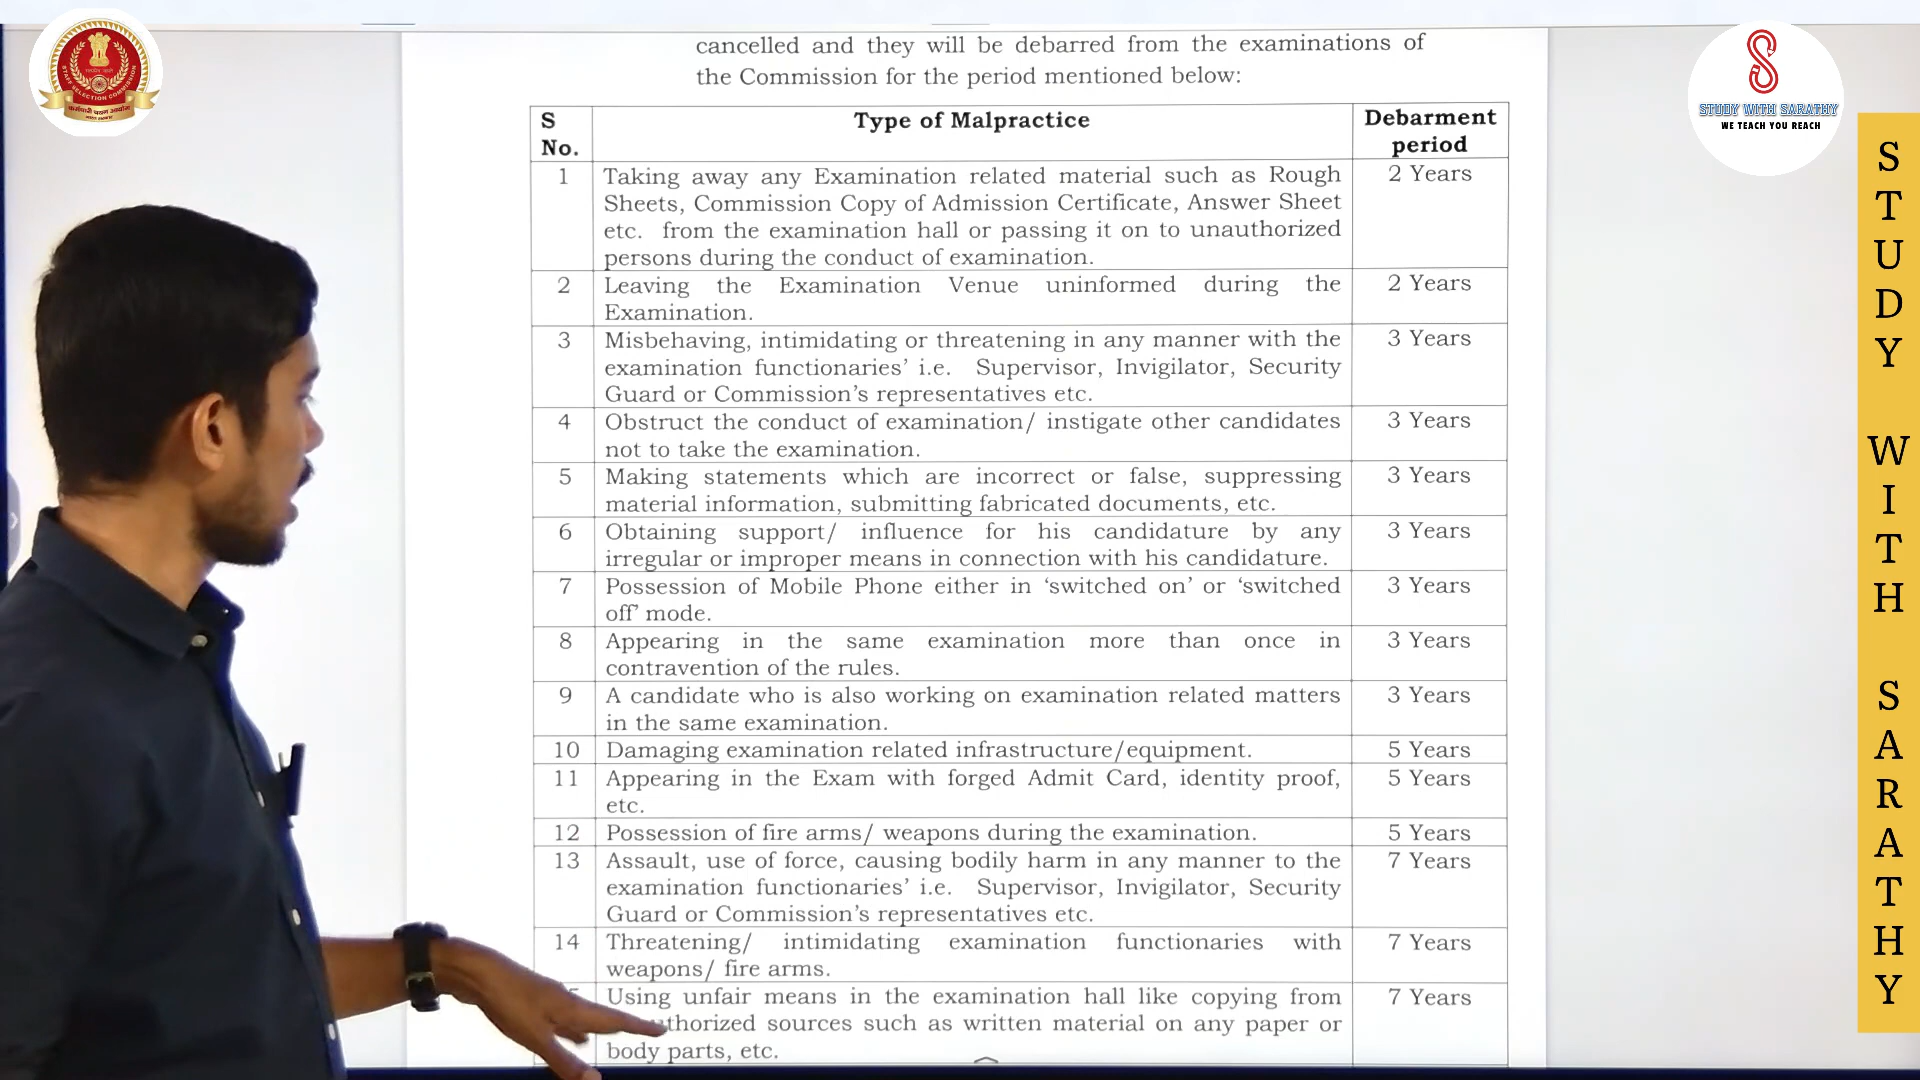 cancelled and they will be debarred from the examinations of
the Commission for the period mentioned below:
S No.
Type of Malpractice
Debarment period
1
Taking away any Examination related material such as Rough
Sheets, Commission Copy of Admission Certificate, Answer Sheet
etc. from the examination hall or passing it on to unauthorized
persons during the conduct of examination.
2 Years
2
Leaving the Examination Venue uninformed during the
Examination.
2 Years
3
Misbehaving, intimidating or threatening in any manner with the
examination functionaries’ i.e. Supervisor, Invigilator, Security
Guard or Commission’s representatives etc.
3 Years
4
Obstruct the conduct of examination/ instigate other candidates
not to take the examination.
3 Years
5
Making statements which are incorrect or false, suppressing
material information, submitting fabricated documents, etc.
3 Years
6
Obtaining support/ influence for his candidature by any
irregular or improper means in connection with his candidature.
3 Years
7
Possession of Mobile Phone either in ‘switched on’ or ‘switched
off’ mode.
3 Years
8
Appearing in the same examination more than once in
contravention of the rules.
3 Years
9
A candidate who is also working on examination related matters
in the same examination.
3 Years
10
Damaging examination related infrastructure/equipment.
5 Years
11
Appearing in the Exam with forged Admit Card, identity proof,
etc.
5 Years
12
Possession of fire arms/ weapons during the examination.
5 Years
13
Assault, use of force, causing bodily harm in any manner to the
examination functionaries’ i.e. Supervisor, Invigilator, Security
Guard or Commission’s representatives etc.
7 Years
14
Threatening/ intimidating examination functionaries with
weapons/ fire arms.
7 Years
Using unfair means in the examination hall like copying from
sources such as written material on any paper or
body parts, etc.
7 Years
STAFF SELECTION COMMISSION
कर्मचारी चयन आयोग
भारत सरकार
STUDY WITH SARATHY
WE TEACH YOU REACH
STUDY WITH SARATHY